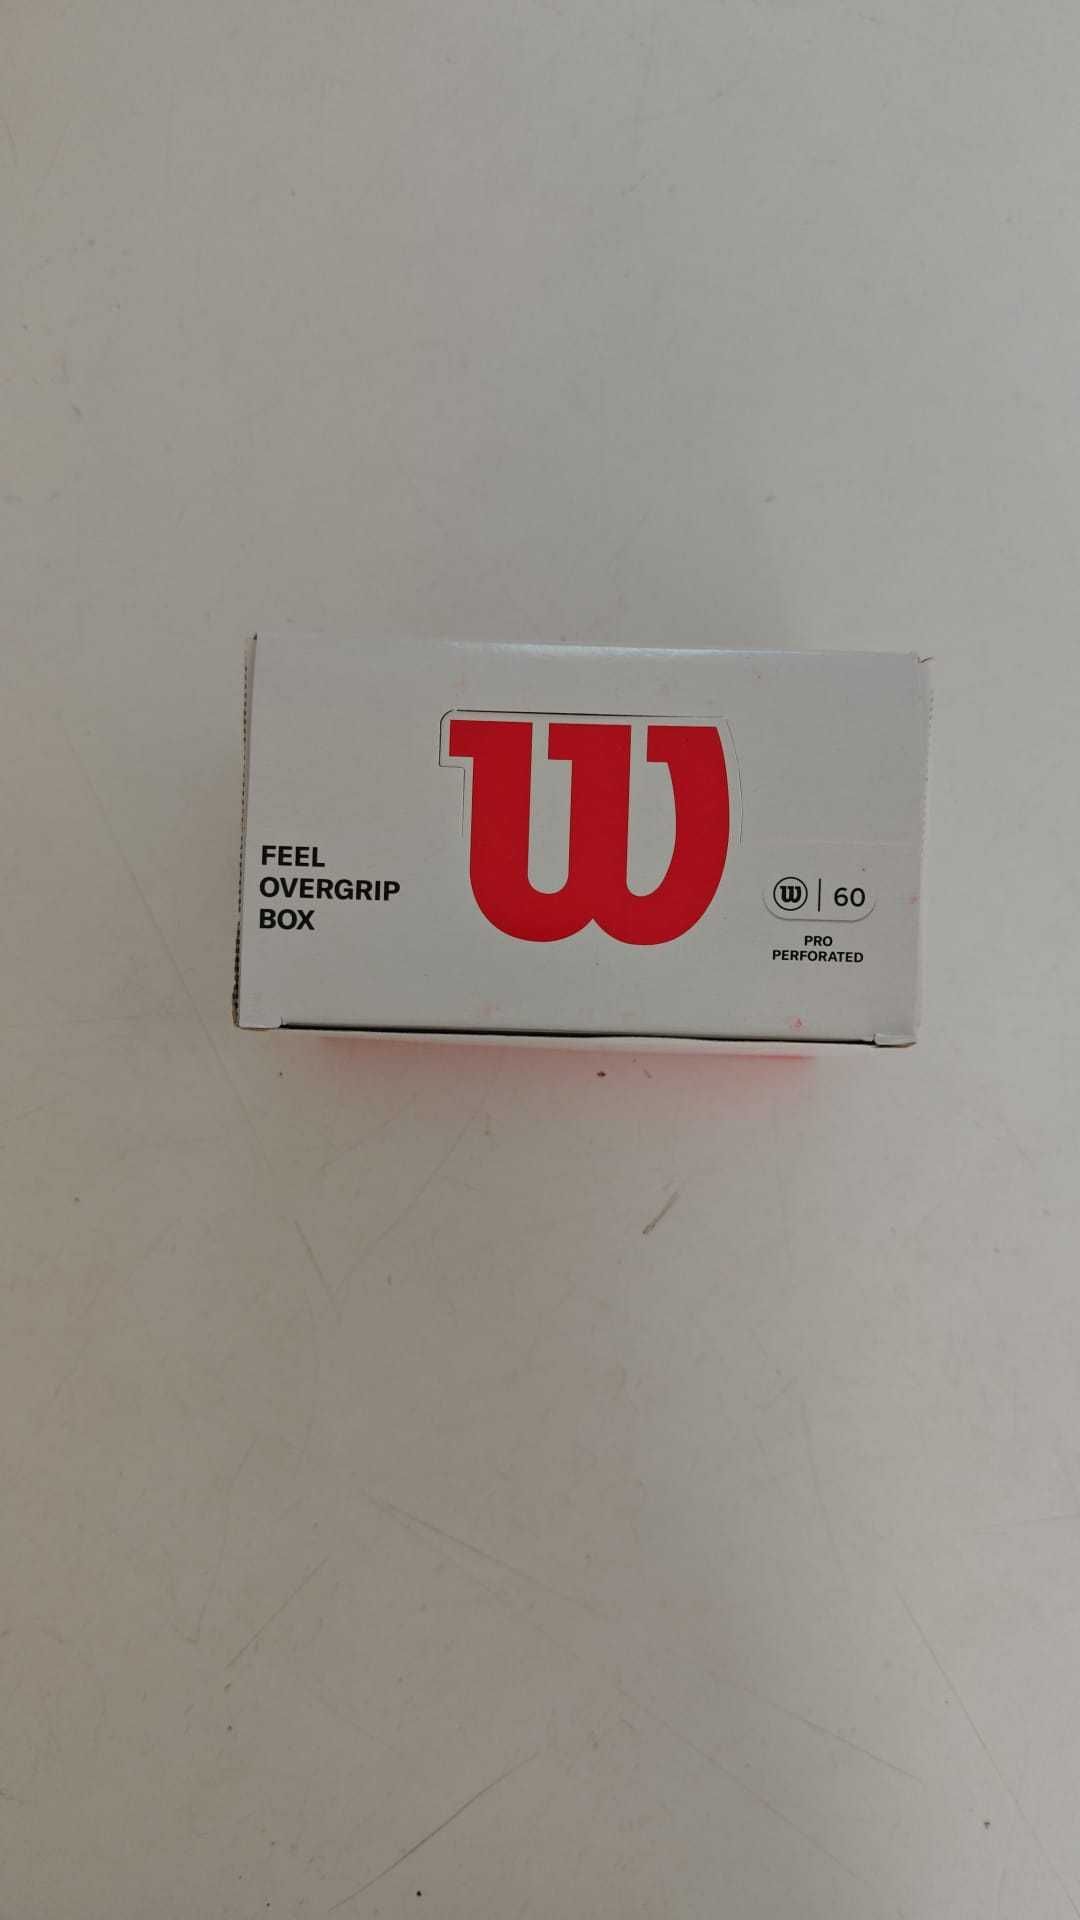 FEEL
OVERGRIP
BOX
W
W | 60
PRO
PERFORATED